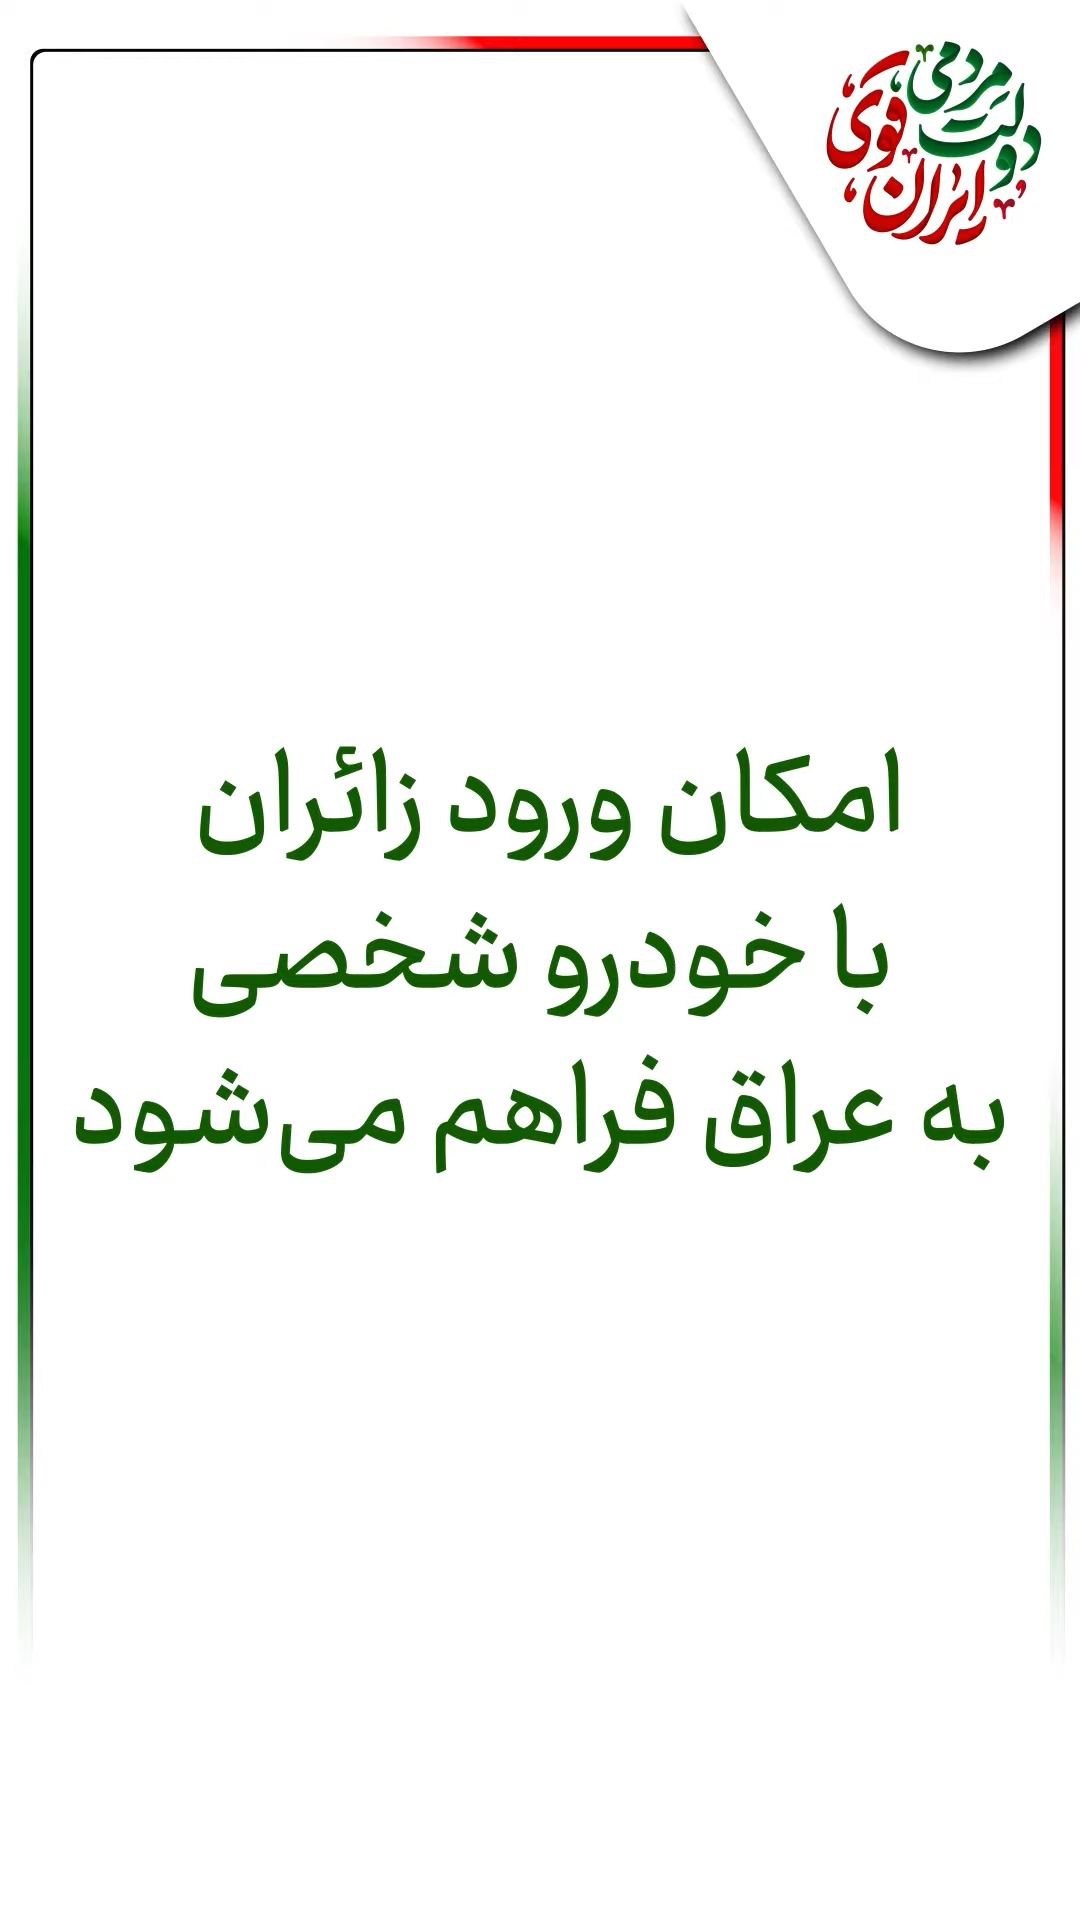 دولت مردمی
ایران قوی
امکان ورود زائران
با خودرو شخصی
به عراق فراهم می‌شود